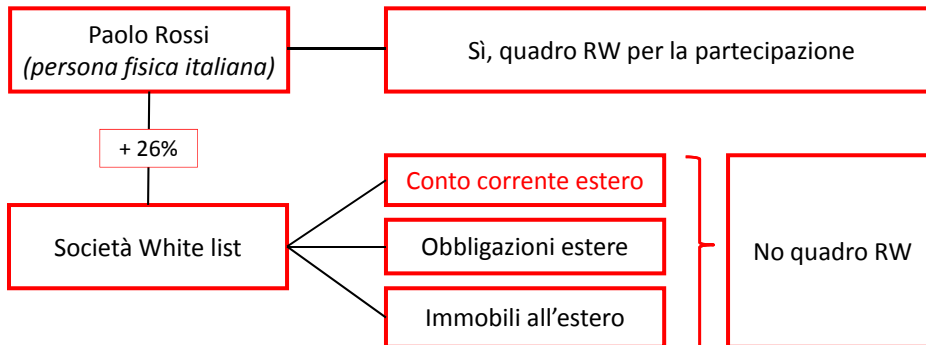 Paolo Rossi
(persona fisica italiana)
Sì, quadro RW per la partecipazione
+ 26%
Società White list
Conto corrente estero
Obbligazioni estere
Immobili all’estero
No quadro RW